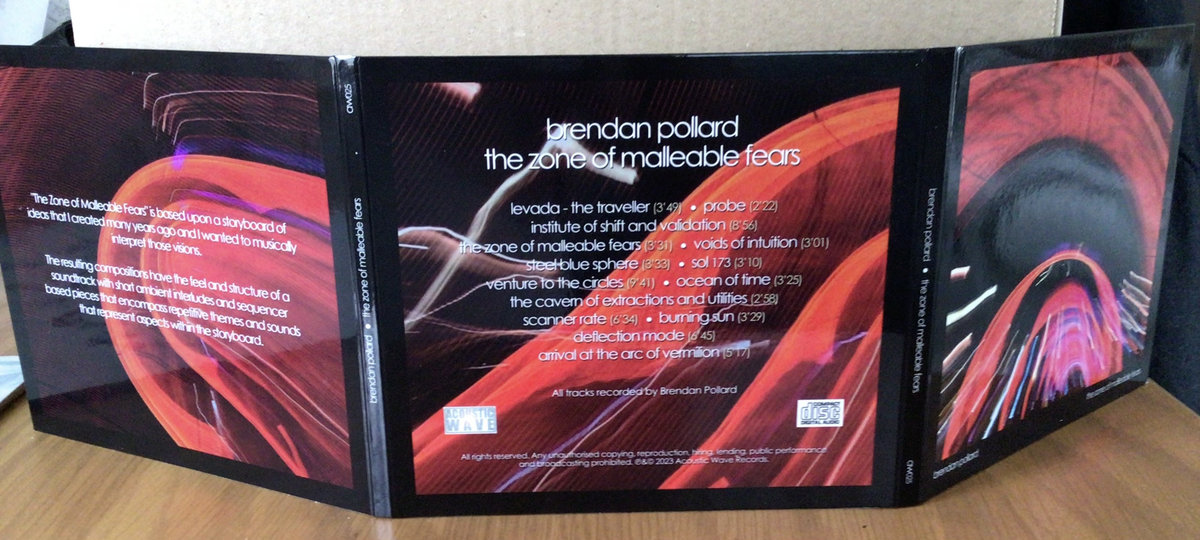 "The Zone of Malleable Fears" is based upon a storyboard of
ideas that I created many years ago and I wanted to musically
interpret those visions.
The resulting compositions have the feel and structure of a
soundtrack with short ambient interludes and sequencer
based pieces that encompass repetitive themes and sounds
that represent aspects within the storyboard.
brendan pollard • the zone of malleable fears
AW025
brendan pollard
the zone of malleable fears
levada - the traveller (3'49) • probe (2'22)
institute of shift and validation (8'56)
the zone of malleable fears (3'31) • voids of intuition (3'01)
steel blue sphere (3'33) • sol 173 (3'10)
venture to the circles (9'41) • ocean of time (3'25)
the cavern of extractions and utilities (2'58)
scanner rate (6'34) • burning sun (3'29)
deflection mode (6'45)
arrival at the arc of vermilion (5'17)
All tracks recorded by Brendan Pollard
ACOUSTIC
WAVE
COMPACT
disc
DIGITAL AUDIO
All rights reserved. Any unauthorised copying, reproduction, hiring, lending, public performance
and broadcasting prohibited. ℗&© 2023 Acoustic Wave Records.
brendan pollard • the zone of malleable fears
AW025
brendan pollard
the zone of malleable fears